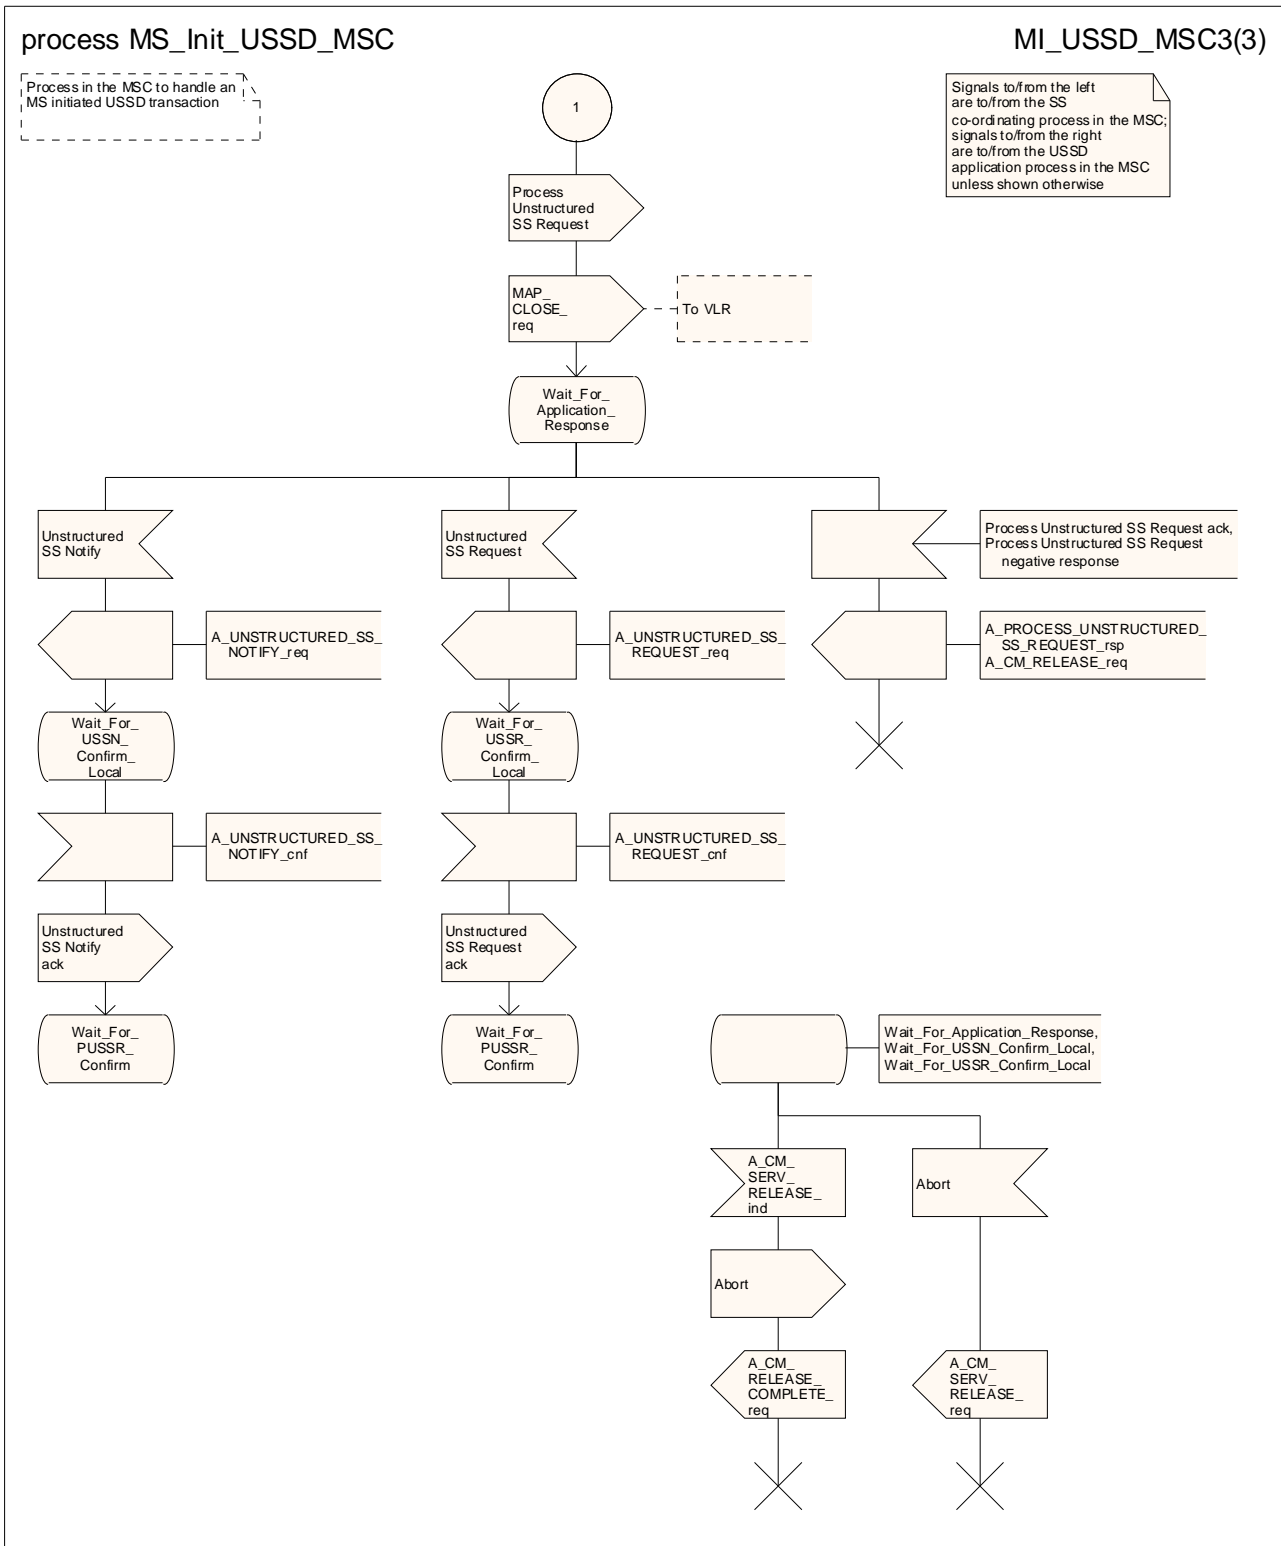 process MS_Init_USSD_MSC
MI_USSD_MSC3(3)
Process in the MSC to handle an
MS initiated USSD transaction
1
Signals to/from the left
are to/from the SS
co-ordinating process in the MSC;
signals to/from the right
are to/from the USSD
application process in the MSC
unless shown otherwise
Process
Unstructured
SS Request
MAP_
CLOSE_
req
To VLR
Wait_For_
Application_
Response
Unstructured
SS Notify
Unstructured
SS Request
Process Unstructured SS Request ack,
Process Unstructured SS Request
negative response
A_UNSTRUCTURED_SS_
NOTIFY_req
A_UNSTRUCTURED_SS_
REQUEST_req
A_PROCESS_UNSTRUCTURED_
SS_REQUEST_rsp
A_CM_RELEASE_req
Wait_For_
USSN_
Confirm_
Local
Wait_For_
USSR_
Confirm_
Local
A_UNSTRUCTURED_SS_
NOTIFY_cnf
A_UNSTRUCTURED_SS_
REQUEST_cnf
Unstructured
SS Notify
ack
Unstructured
SS Request
ack
Wait_For_
PUSSR_
Confirm
Wait_For_
PUSSR_
Confirm
Wait_For_Application_Response,
Wait_For_USSN_Confirm_Local,
Wait_For_USSR_Confirm_Local
A_CM_
SERV_
RELEASE_
ind
Abort
Abort
A_CM_
RELEASE_
COMPLETE_
req
A_CM_
SERV_
RELEASE_
req